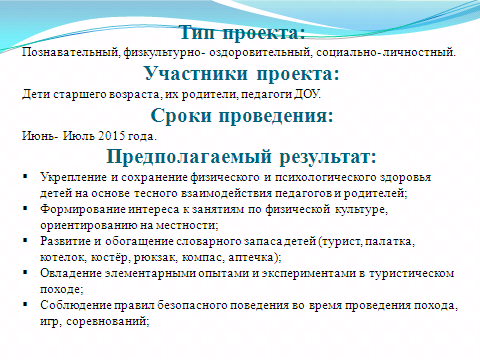 Тип проекта:
Познавательный, физкультурно- оздоровительный, социально-личностный.
Участники проекта:
Дети старшего возраста, их родители, педагоги ДОУ.
Сроки проведения:
Июнь- Июль 2015 года.
Предполагаемый результат:
▪ Укрепление и сохранение физического и психологического здоровья
детей на основе тесного взаимодействия педагогов и родителей;
▪ Формирование интереса к занятиям по физической культуре,
ориентированию на местности;
▪ Развитие и обогащение словарного запаса детей (турист, палатка,
котелок, костёр, рюкзак, компас, аптечка);
▪ Овладение элементарными опытами и экспериментами в туристическом
походе;
▪ Соблюдение правил безопасного поведения во время проведения похода,
игр, соревнований;